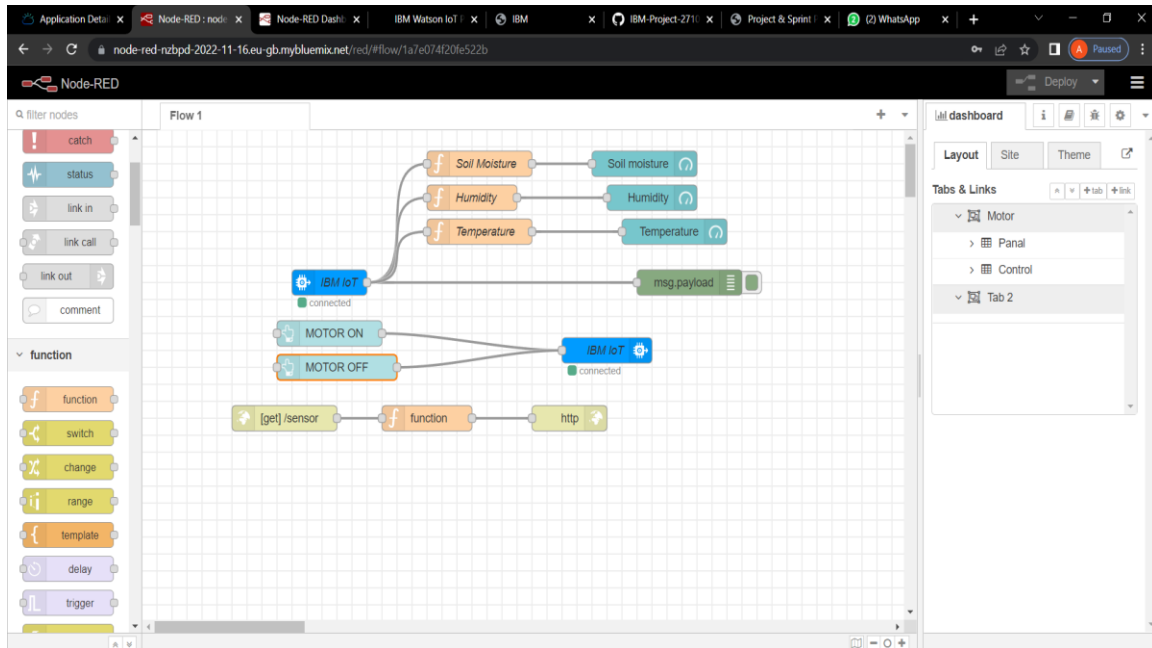 Application Detail
Node-RED : node-
Node-RED Dashb
IBM Watson IoT P
IBM
IBM-Project-2710
Project & Sprint P
(2) WhatsApp
node-red-nzbpd-2022-11-16.eu-gb.mybluemix.net/red/#flow/1a7e074f20fe522b
A Paused
Node-RED
Deploy
filter nodes
Flow 1
dashboard
catch
status
link in
link call
link out
comment
function
function
switch
change
range
template
delay
trigger
Soil Moisture
Soil moisture
Humidity
Humidity
Temperature
Temperature
IBM IoT
connected
msg.payload
MOTOR ON
MOTOR OFF
IBM IoT
connected
[get] /sensor
function
http
Layout
Site
Theme
Tabs & Links
+tab
+link
Motor
Panal
Control
Tab 2